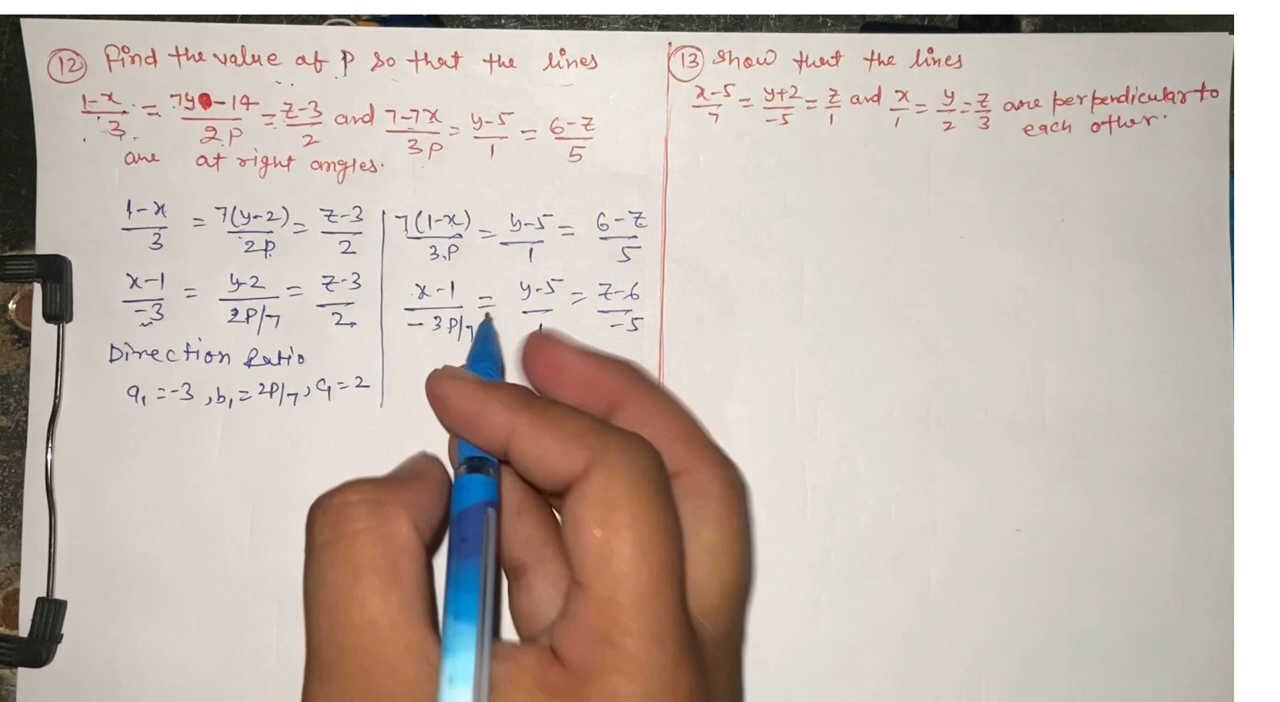 (12) Find the value of p so that the lines
1-x/3 = 7y-14/2p = z-3/2 and 7-7x/3p = y-5/1 = 6-z/5
are at right angles.
1-x/3 = 7(y-2)/2p = z-3/2
x-1/-3 = y-2/2p/7 = z-3/2
Direction Ratio
a₁ = -3, b₁ = 2p/7, c₁ = 2
7(1-x)/3p = y-5/1 = 6-z/5
x-1/-3p/7 = y-5/1 = z-6/-5
(13) Show that the lines
x-5/7 = y+2/-5 = z/1 and x/1 = y/2 = z/3 are perpendicular to
each other.